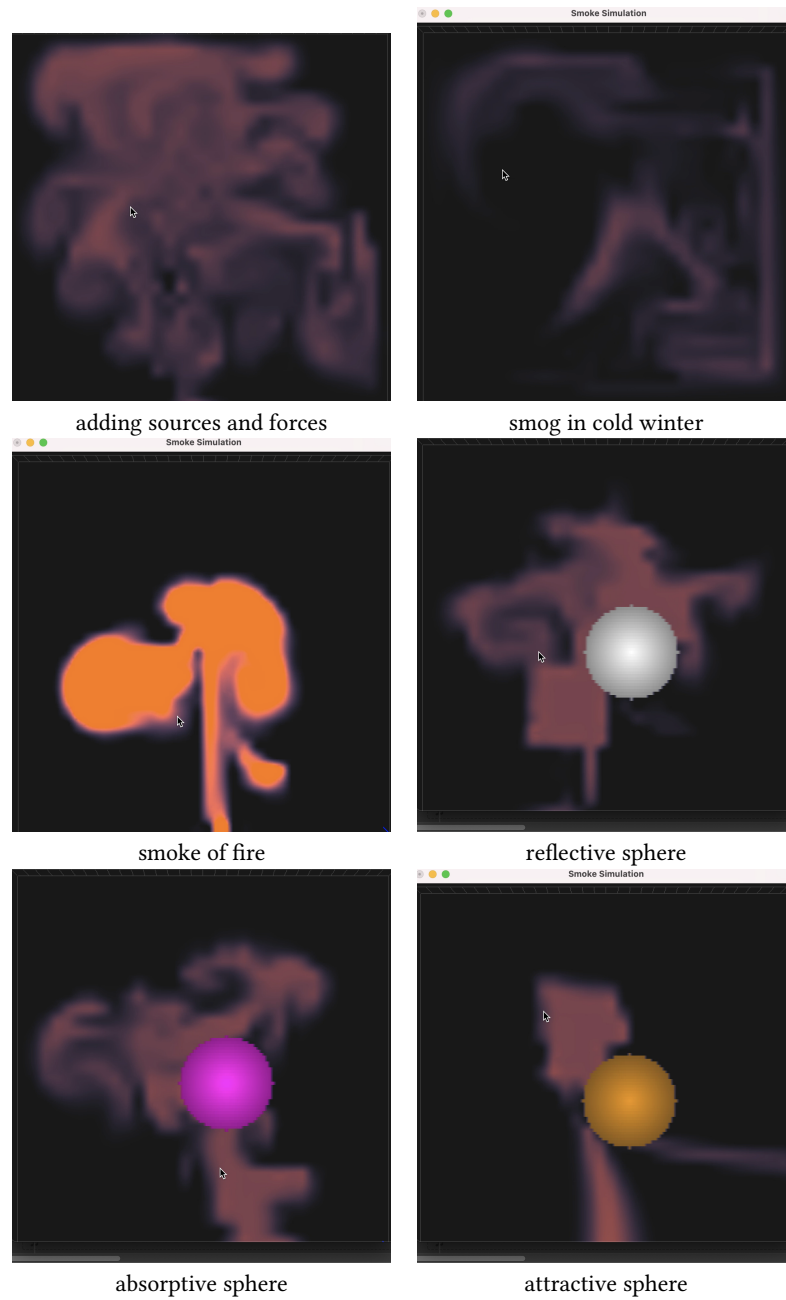 Smoke Simulation
adding sources and forces
smog in cold winter
Smoke Simulation
smoke of fire
reflective sphere
Smoke Simulation
absorptive sphere
attractive sphere